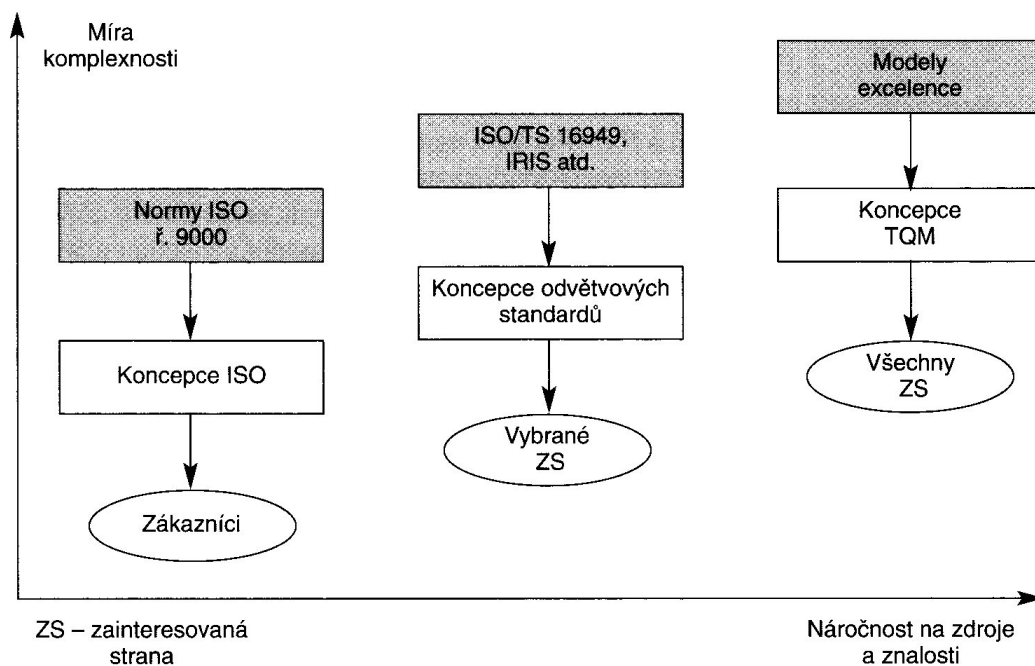 Míra
komplexnosti
Modely
excelence
ISO/TS 16949,
IRIS atd.
Normy ISO
ř. 9000
Koncepce
TQM
Koncepce odvětvových
standardů
Koncepce ISO
Všechny
ZS
Vybrané
ZS
Zákazníci
ZS – zainteresovaná
strana
Náročnost na zdroje
a znalosti